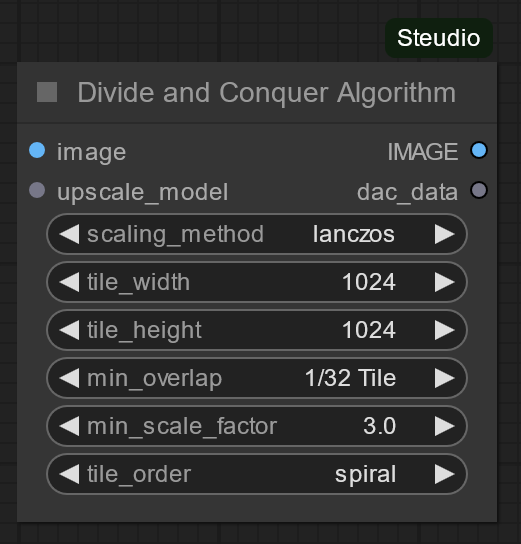 Steudio
Divide and Conquer Algorithm
image IMAGE
upscale_model dac_data
scaling_method lanczos
tile_width 1024
tile_height 1024
min_overlap 1/32 Tile
min_scale_factor 3.0
tile_order spiral